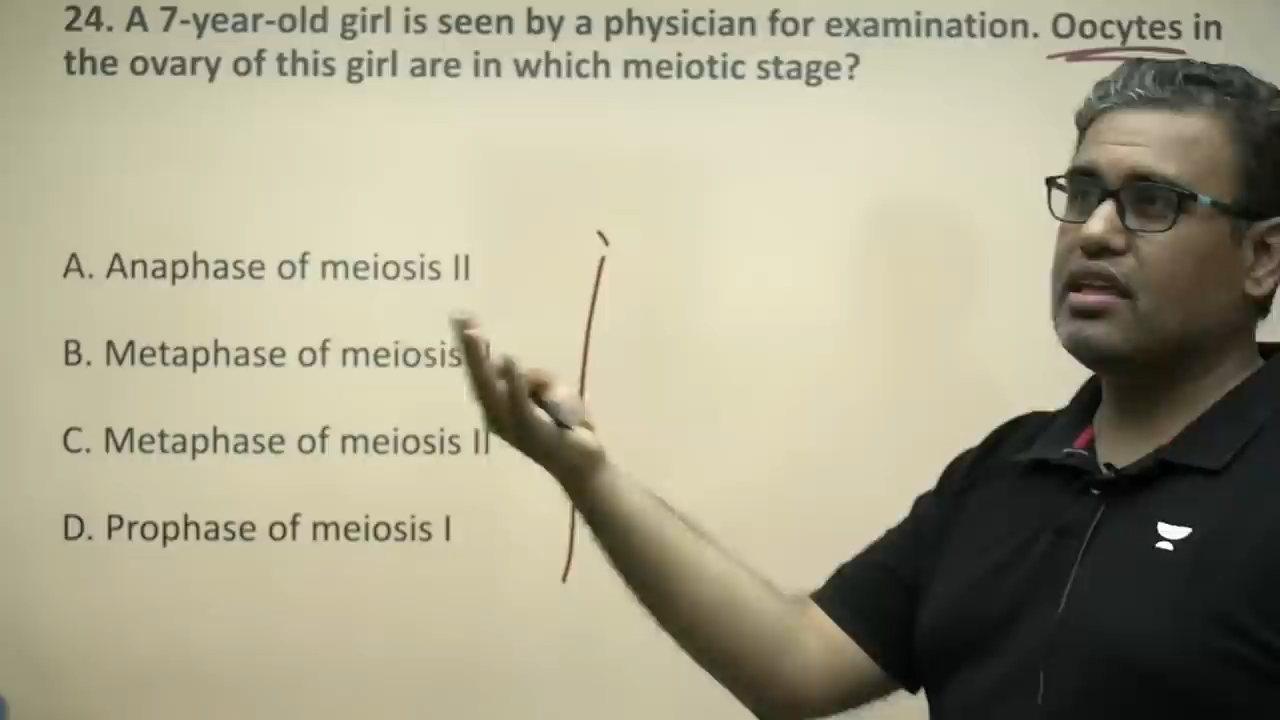 24. A 7-year-old girl is seen by a physician for examination. Oocytes in
the ovary of this girl are in which meiotic stage?
A. Anaphase of meiosis II
B. Metaphase of meiosis
C. Metaphase of meiosis II
D. Prophase of meiosis I